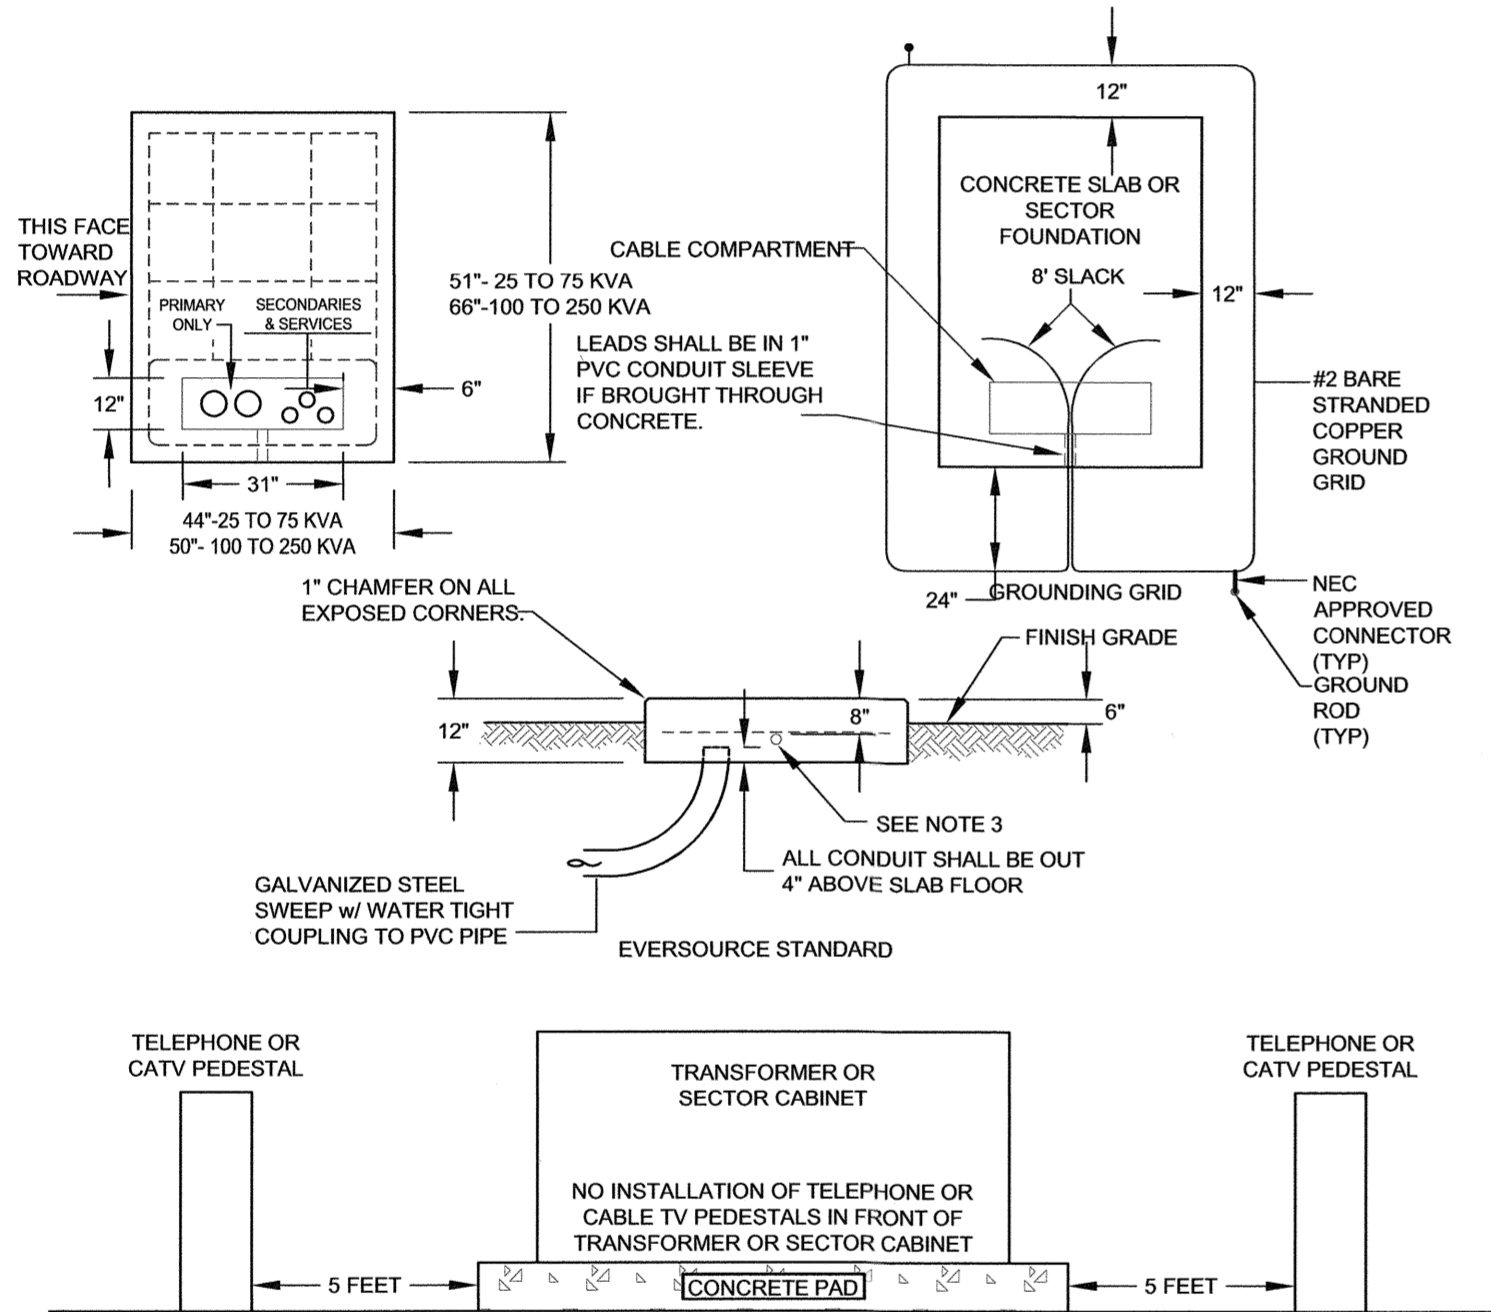 THIS FACE
TOWARD
ROADWAY
PRIMARY
ONLY
SECONDARIES
& SERVICES
12"
31"
6"
44"-25 TO 75 KVA
50"- 100 TO 250 KVA
51"- 25 TO 75 KVA
66"-100 TO 250 KVA
12"
CONCRETE SLAB OR
SECTOR
FOUNDATION
8' SLACK
12"
CABLE COMPARTMENT
LEADS SHALL BE IN 1"
PVC CONDUIT SLEEVE
IF BROUGHT THROUGH
CONCRETE.
#2 BARE
STRANDED
COPPER
GROUND
GRID
24"
GROUNDING GRID
NEC
APPROVED
CONNECTOR
(TYP)
GROUND
ROD
(TYP)
1" CHAMFER ON ALL
EXPOSED CORNERS.
FINISH GRADE
12"
8"
6"
SEE NOTE 3
ALL CONDUIT SHALL BE OUT
4" ABOVE SLAB FLOOR
GALVANIZED STEEL
SWEEP w/ WATER TIGHT
COUPLING TO PVC PIPE
EVERSOURCE STANDARD
TELEPHONE OR
CATV PEDESTAL
TRANSFORMER OR
SECTOR CABINET
TELEPHONE OR
CATV PEDESTAL
NO INSTALLATION OF TELEPHONE OR
CABLE TV PEDESTALS IN FRONT OF
TRANSFORMER OR SECTOR CABINET
5 FEET
CONCRETE PAD
5 FEET